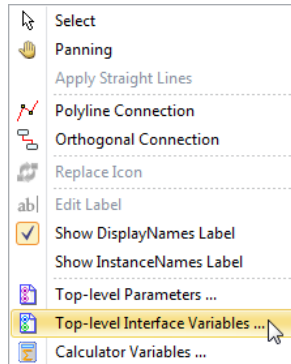 Select
Panning
Apply Straight Lines
Polyline Connection
Orthogonal Connection
Replace Icon
ab| Edit Label
Show DisplayNames Label
Show InstanceNames Label
Top-level Parameters ...
Top-level Interface Variables ...
Calculator Variables ...